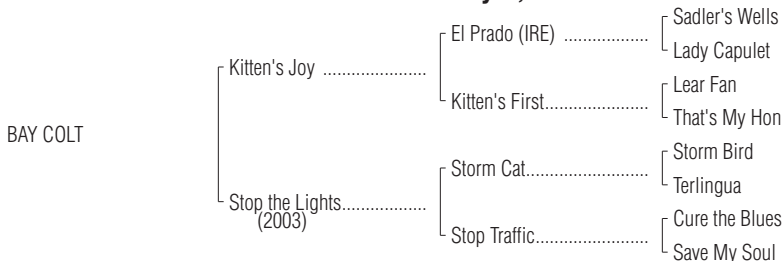 Sadler's Wells
El Prado (IRE) ..................
Lady Capulet
Kitten's Joy ......................
Lear Fan
Kitten's First......................
That's My Hon
BAY COLT
Storm Bird
Storm Cat..........................
Terlingua
Stop the Lights..................
(2003)
Cure the Blues
Stop Traffic........................
Save My Soul